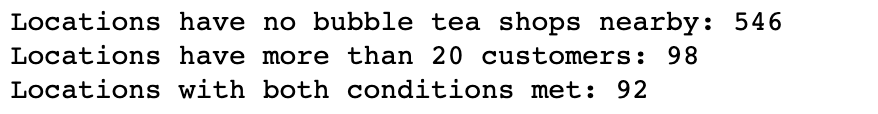 Locations have no bubble tea shops nearby: 546
Locations have more than 20 customers: 98
Locations with both conditions met: 92